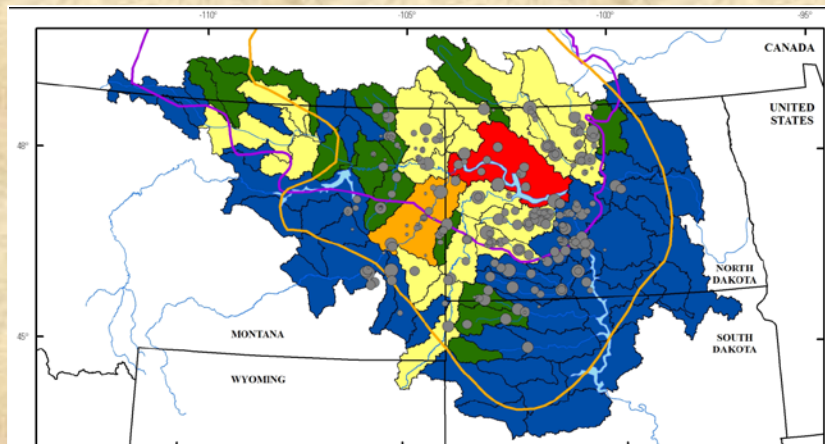 -110°
-105°
-100°
-95°
CANADA
UNITED
STATES
48°
NORTH
DAKOTA
45°
MONTANA
SOUTH
DAKOTA
WYOMING